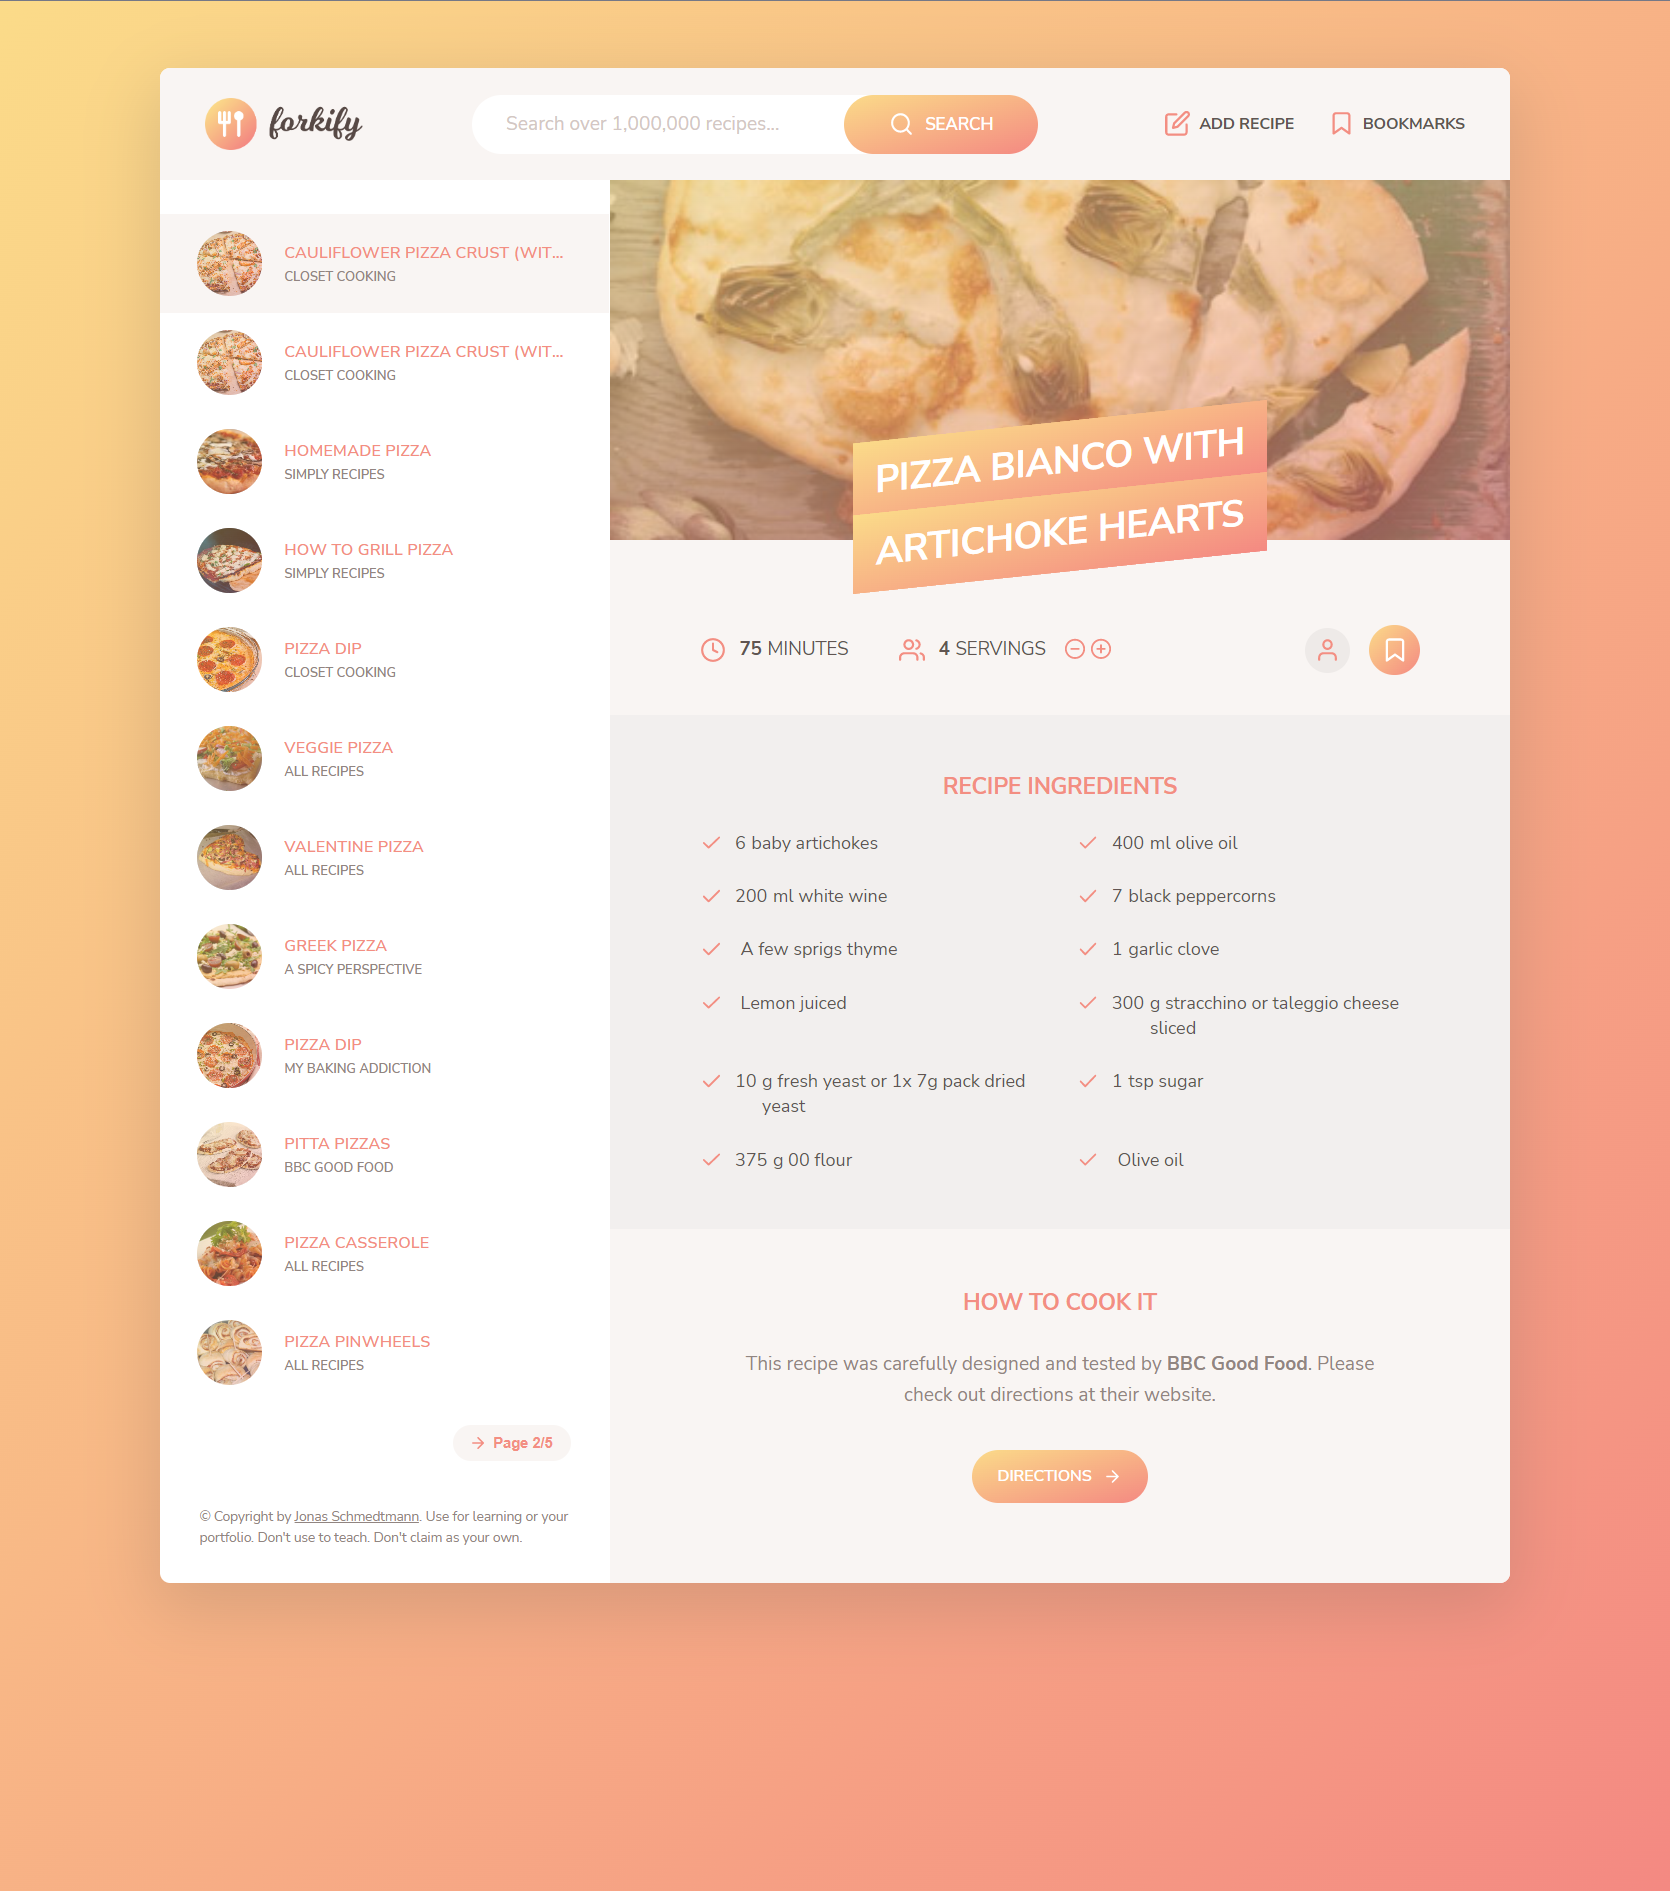 forkify
Search over 1,000,000 recipes...
SEARCH
ADD RECIPE
BOOKMARKS
CAULIFLOWER PIZZA CRUST (WIT...
CLOSET COOKING
CAULIFLOWER PIZZA CRUST (WIT...
CLOSET COOKING
HOMEMADE PIZZA
SIMPLY RECIPES
HOW TO GRILL PIZZA
SIMPLY RECIPES
PIZZA DIP
CLOSET COOKING
VEGGIE PIZZA
ALL RECIPES
VALENTINE PIZZA
ALL RECIPES
GREEK PIZZA
A SPICY PERSPECTIVE
PIZZA DIP
MY BAKING ADDICTION
PITTA PIZZAS
BBC GOOD FOOD
PIZZA CASSEROLE
ALL RECIPES
PIZZA PINWHEELS
ALL RECIPES
Page 2/5
© Copyright by Jonas Schmedtmann. Use for learning or your
portfolio. Don't use to teach. Don't claim as your own.
PIZZA BIANCO WITH
ARTICHOKE HEARTS
75 MINUTES
4 SERVINGS
RECIPE INGREDIENTS
6 baby artichokes
400 ml olive oil
200 ml white wine
7 black peppercorns
A few sprigs thyme
1 garlic clove
Lemon juiced
300 g stracchino or taleggio cheese
sliced
10 g fresh yeast or 1x 7g pack dried
yeast
1 tsp sugar
375 g 00 flour
Olive oil
HOW TO COOK IT
This recipe was carefully designed and tested by BBC Good Food. Please
check out directions at their website.
DIRECTIONS